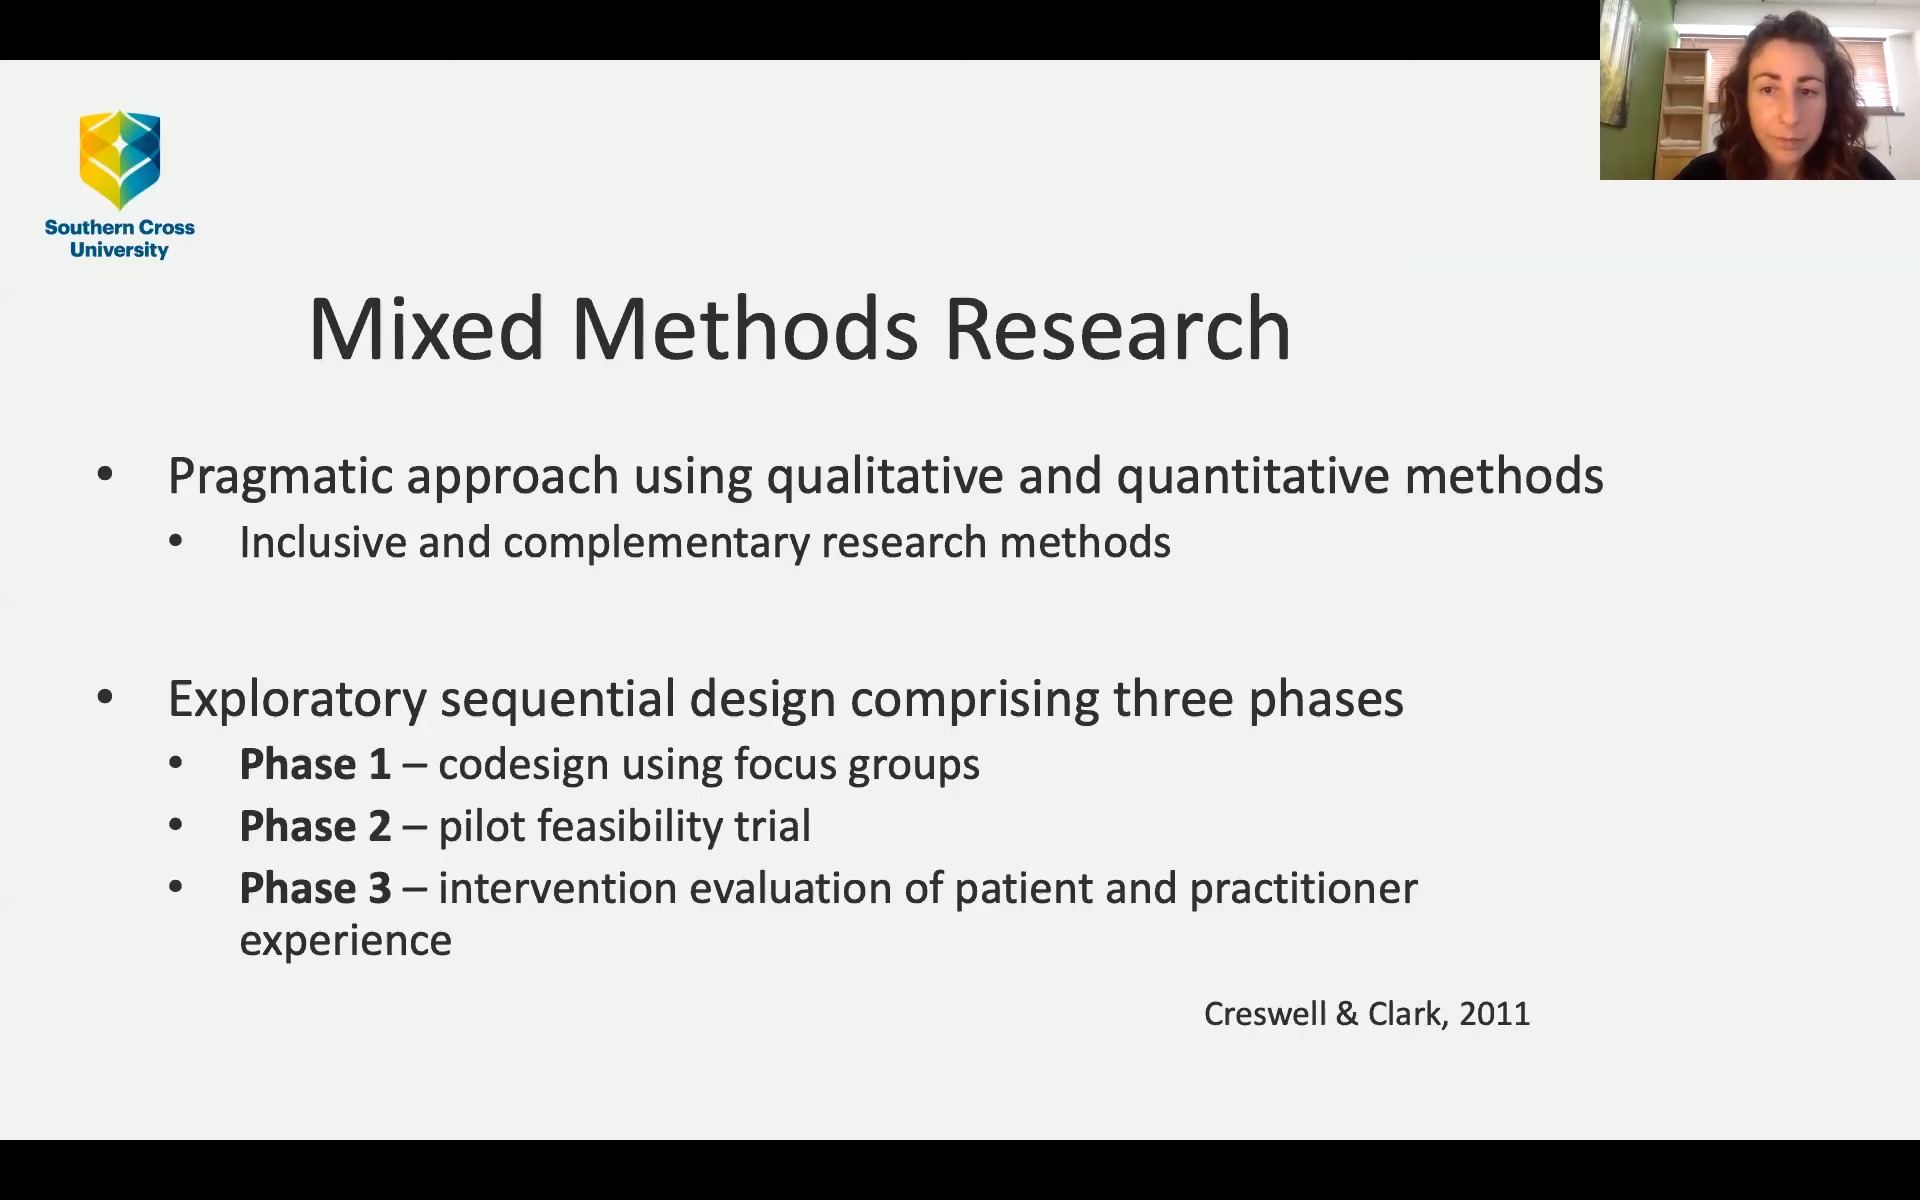 Southern Cross
University
Mixed Methods Research
• Pragmatic approach using qualitative and quantitative methods
• Inclusive and complementary research methods
• Exploratory sequential design comprising three phases
• Phase 1 – codesign using focus groups
• Phase 2 – pilot feasibility trial
• Phase 3 – intervention evaluation of patient and practitioner
experience
Creswell & Clark, 2011